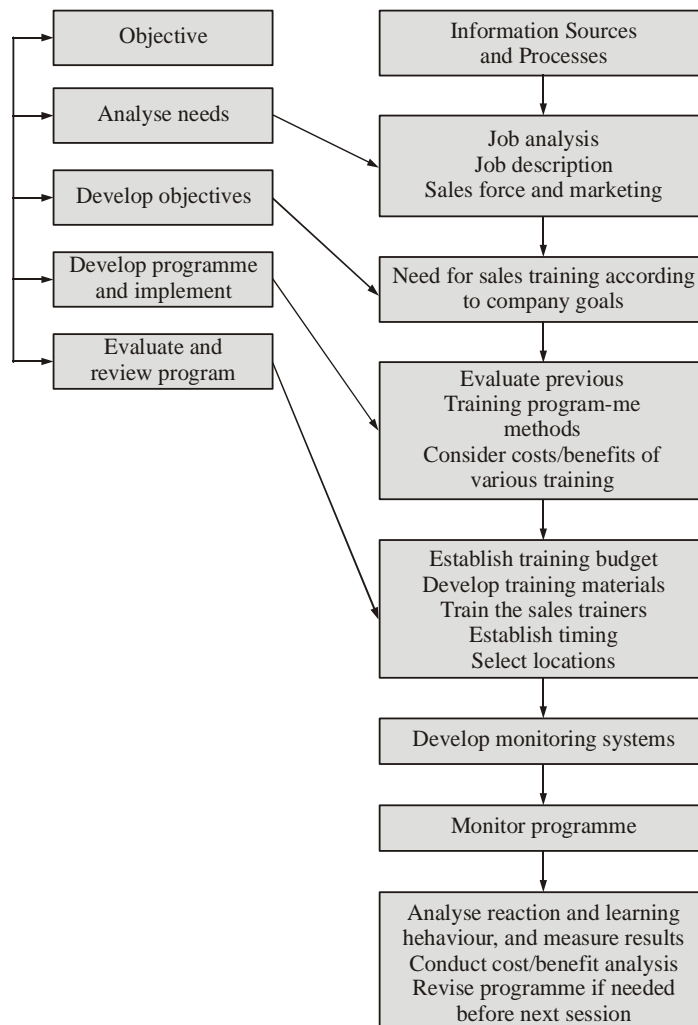 Objective
Analyse needs
Develop objectives
Develop programme
and implement
Evaluate and
review program
Information Sources
and Processes
Job analysis
Job description
Sales force and marketing
Need for sales training according
to company goals
Evaluate previous
Training program-me
methods
Consider costs/benefits of
various training
Establish training budget
Develop training materials
Train the sales trainers
Establish timing
Select locations
Develop monitoring systems
Monitor programme
Analyse reaction and learning
hehaviour, and measure results
Conduct cost/benefit analysis
Revise programme if needed
before next session